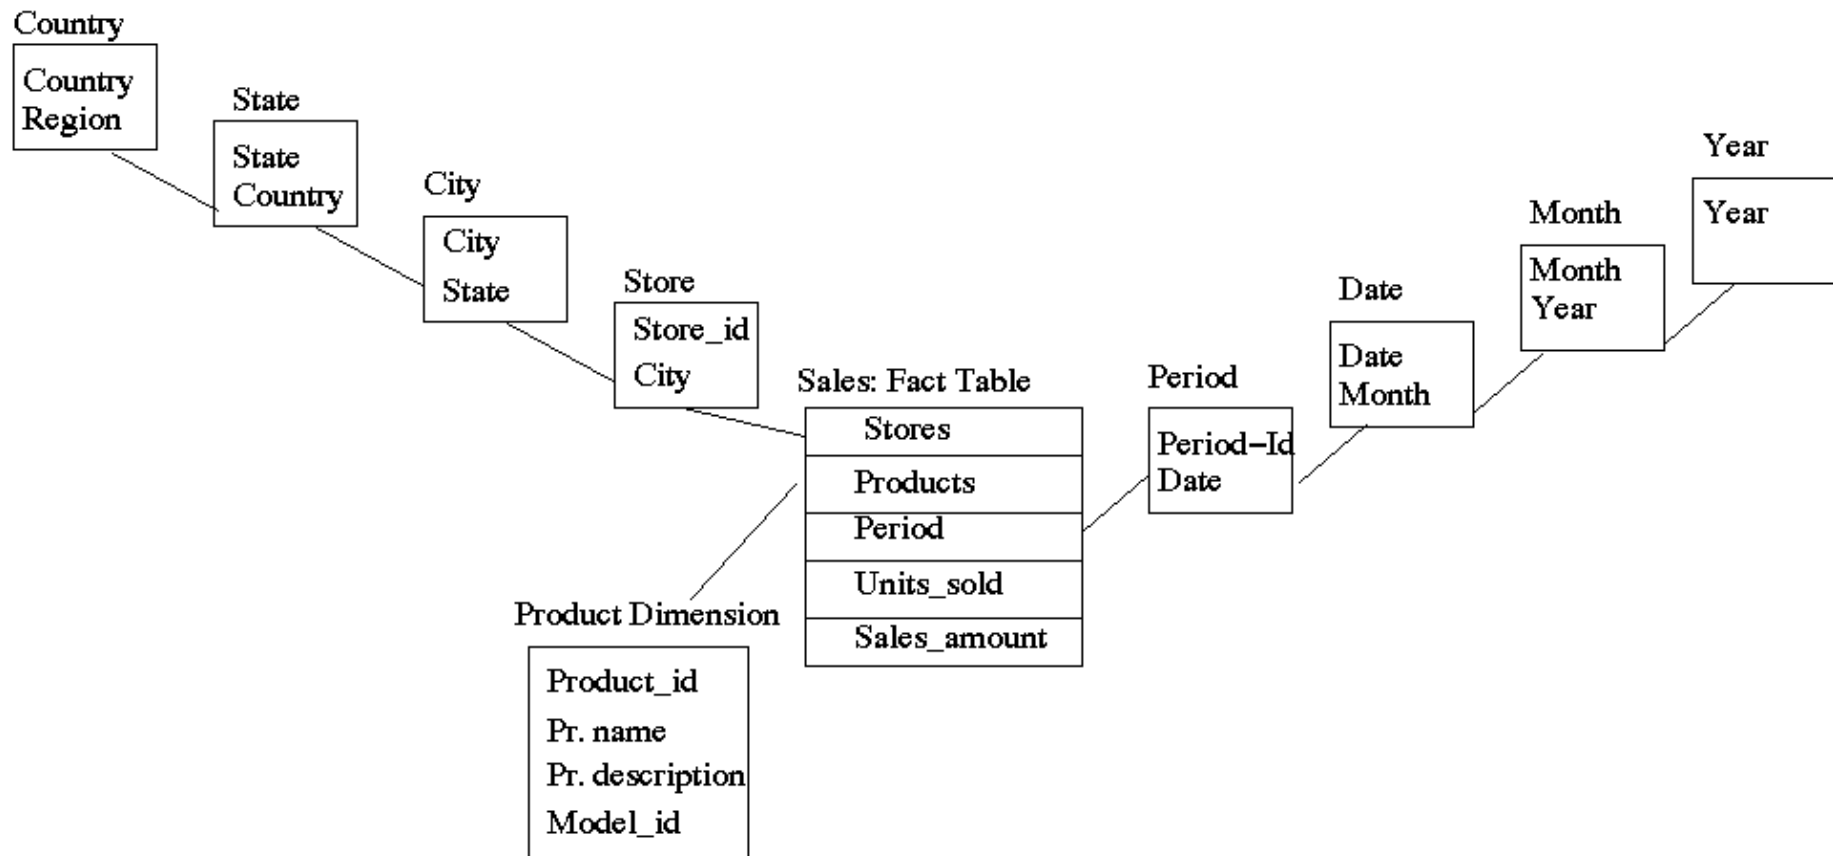 Country
Country
Region
State
State
Country
City
City
State
Store
Store_id
City
Sales: Fact Table
Stores
Products
Period
Units_sold
Sales_amount
Product Dimension
Product_id
Pr. name
Pr. description
Model_id
Period
Period–Id
Date
Date
Date
Month
Month
Month
Year
Year
Year